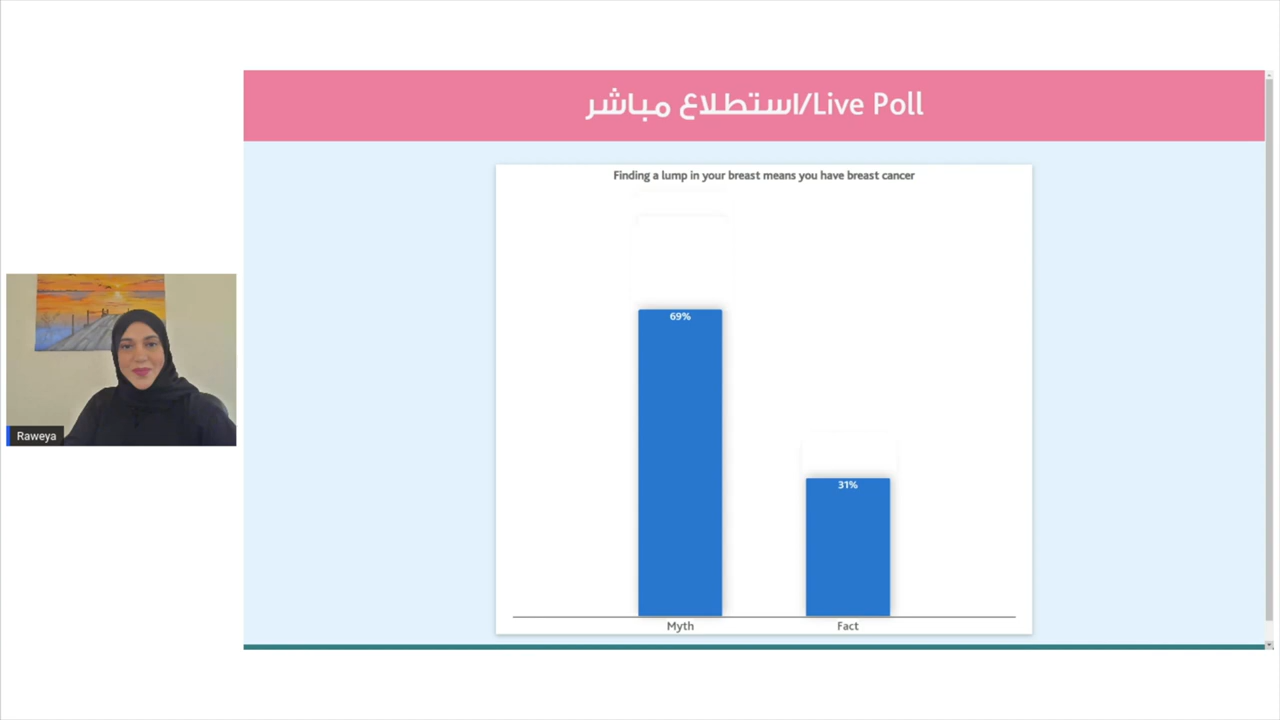 استطلاع مباشر/Live Poll
Finding a lump in your breast means you have breast cancer
69%
31%
Myth
Fact
Raweya